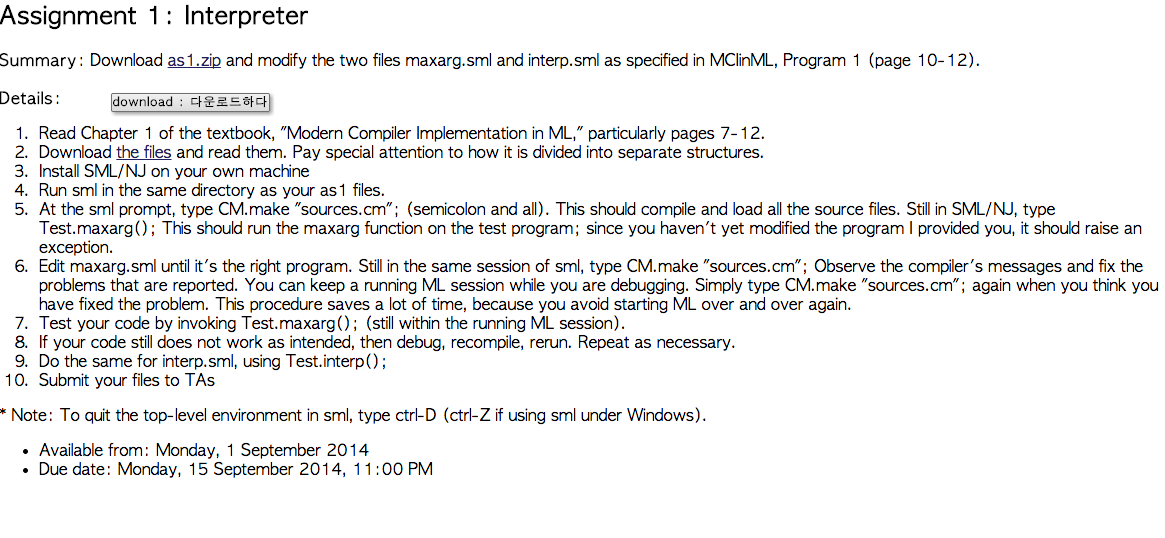 Assignment 1: Interpreter
Summary: Download as1.zip and modify the two files maxarg.sml and interp.sml as specified in MCIinML, Program 1 (page 10-12).
Details:
download : 다운로드하다
1. Read Chapter 1 of the textbook, "Modern Compiler Implementation in ML," particularly pages 7-12.
2. Download the files and read them. Pay special attention to how it is divided into separate structures.
3. Install SML/NJ on your own machine
4. Run sml in the same directory as your as1 files.
5. At the sml prompt, type CM.make "sources.cm"; (semicolon and all). This should compile and load all the source files. Still in SML/NJ, type
Test.maxarg(); This should run the maxarg function on the test program; since you haven't yet modified the program I provided you, it should raise an
exception.
6. Edit maxarg.sml until it's the right program. Still in the same session of sml, type CM.make "sources.cm"; Observe the compiler's messages and fix the
problems that are reported. You can keep a running ML session while you are debugging. Simply type CM.make "sources.cm"; again when you think you
have fixed the problem. This procedure saves a lot of time, because you avoid starting ML over and over again.
7. Test your code by invoking Test.maxarg(); (still within the running ML session).
8. If your code still does not work as intended, then debug, recompile, rerun. Repeat as necessary.
9. Do the same for interp.sml, using Test.interp();
10. Submit your files to TAs
* Note: To quit the top-level environment in sml, type ctrl-D (ctrl-Z if using sml under Windows).
• Available from: Monday, 1 September 2014
• Due date: Monday, 15 September 2014, 11:00 PM